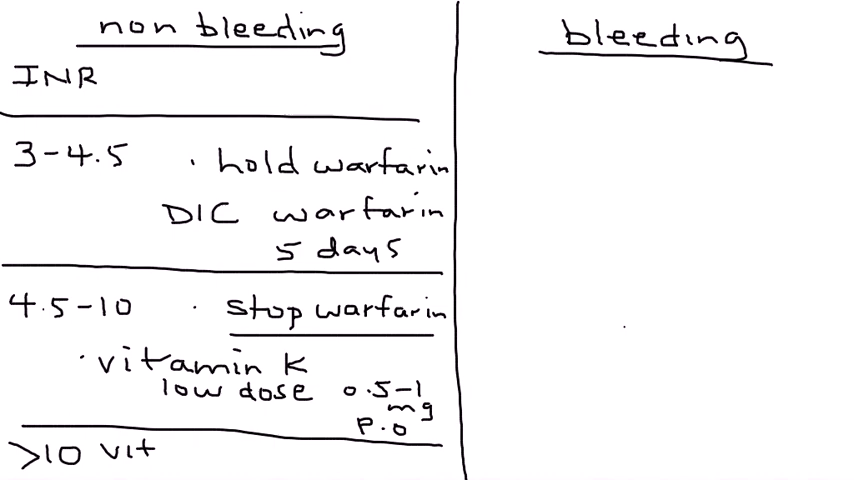 non bleeding
bleeding
INR
3-4.5 · hold warfarin
DIC warfarin
5 days
4.5-10 · stop warfarin
· vitamin K
low dose 0.5-1
mg
P.O
>10 vit